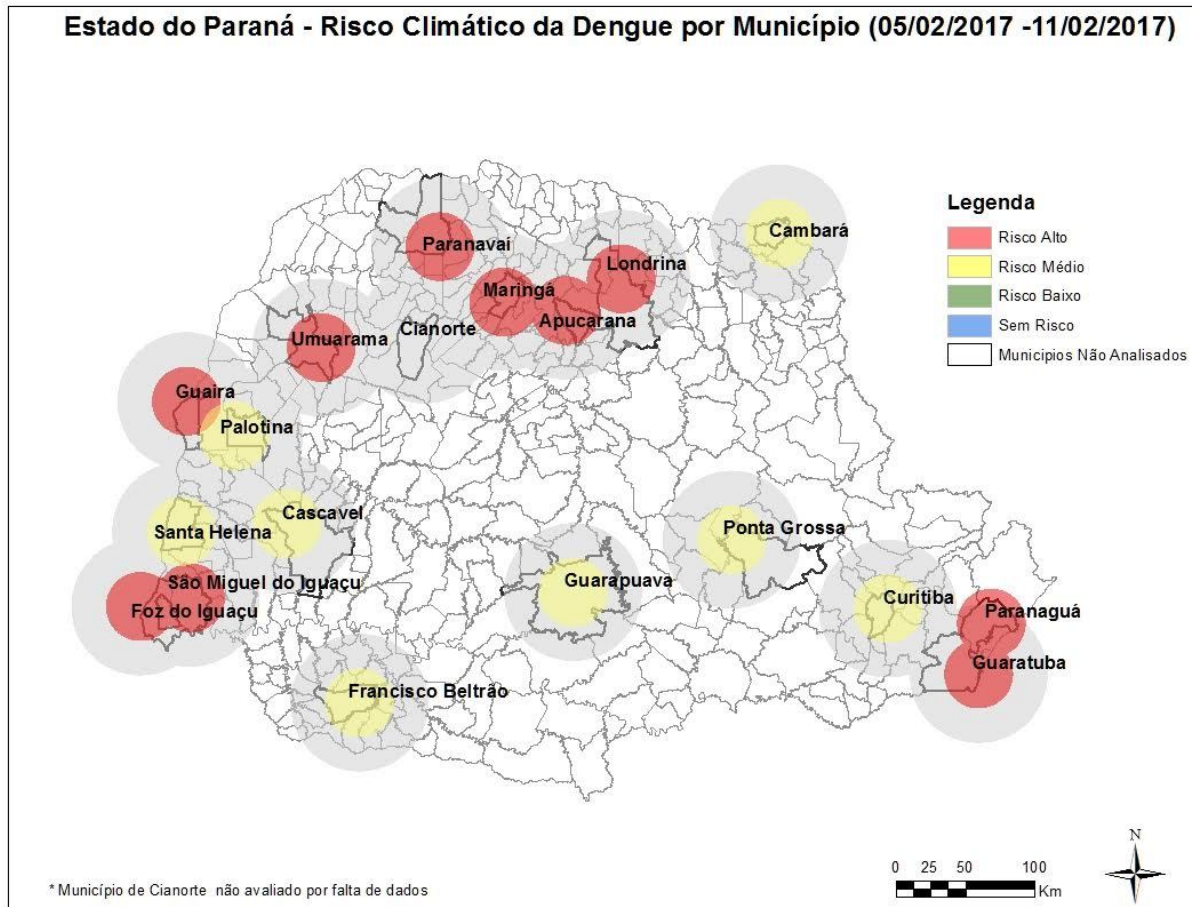 Estado do Paraná - Risco Climático da Dengue por Município (05/02/2017 -11/02/2017)
Legenda
Risco Alto
Risco Médio
Risco Baixo
Sem Risco
Municipios Não Analisados
Cambará
Paranavaí
Londrina
Maringá
Apucarana
Cianorte
Umuarama
Guaira
Palotina
Cascavel
Santa Helena
Ponta Grossa
São Miguel do Iguaçu
Foz do Iguaçu
Guarapuava
Curitiba
Paranaguá
Guaratuba
Francisco Beltrão
N
0 25 50 100
Km
* Município de Cianorte não avaliado por falta de dados